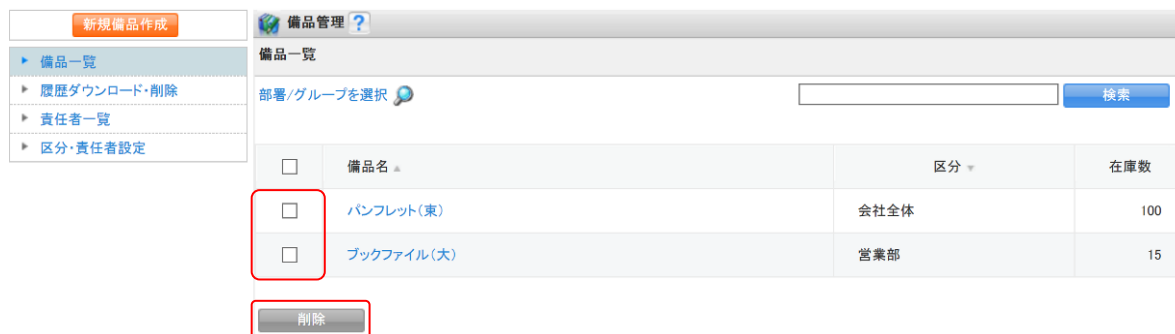 新規備品作成
備品一覧
履歴ダウンロード・削除
責任者一覧
区分・責任者設定
備品管理 ?
備品一覧
部署/グループを選択
検索
備品名 区分 在庫数
パンフレット(東) 会社全体 100
ブックファイル(大) 営業部 15
削除